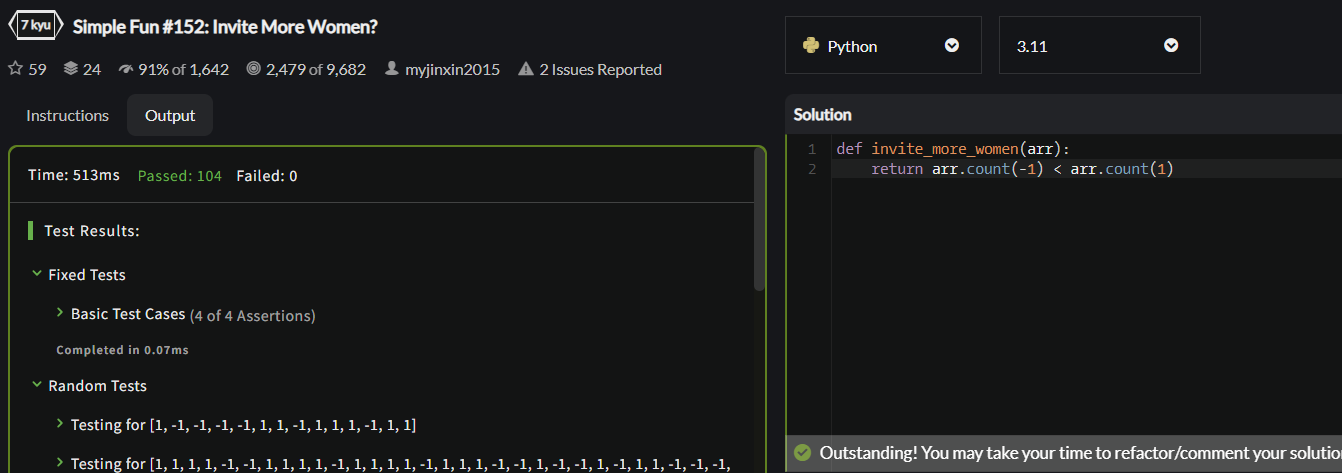 7 kyu Simple Fun #152: Invite More Women?
59 24 91% of 1,642 2,479 of 9,682 myjinxin2015 2 Issues Reported
Instructions Output
Time: 513ms Passed: 104 Failed: 0
Test Results:
Fixed Tests
Basic Test Cases (4 of 4 Assertions)
Completed in 0.07ms
Random Tests
Testing for [1, -1, -1, -1, -1, 1, 1, -1, 1, 1, 1, -1, 1, 1]
Testing for [1, 1, 1, 1, -1, -1, 1, 1, 1, -1, 1, 1, 1, 1, -1, 1, 1, 1, -1, -1, 1, -1, -1, 1, -1, 1, 1, -1, -1, -1,
Python 3.11
Solution
1 def invite_more_women(arr):
2 return arr.count(-1) < arr.count(1)
Outstanding! You may take your time to refactor/comment your solutio